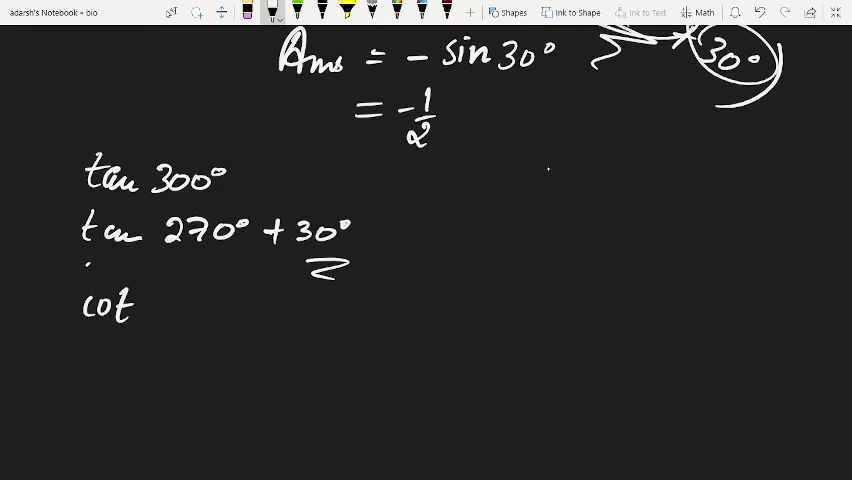 adarsh's Notebook » bio
Shapes Ink to Shape Ink to Text Math
Ans = - sin 30° 30°
= -1/2
tan 300°
tan 270° + 30°
cot